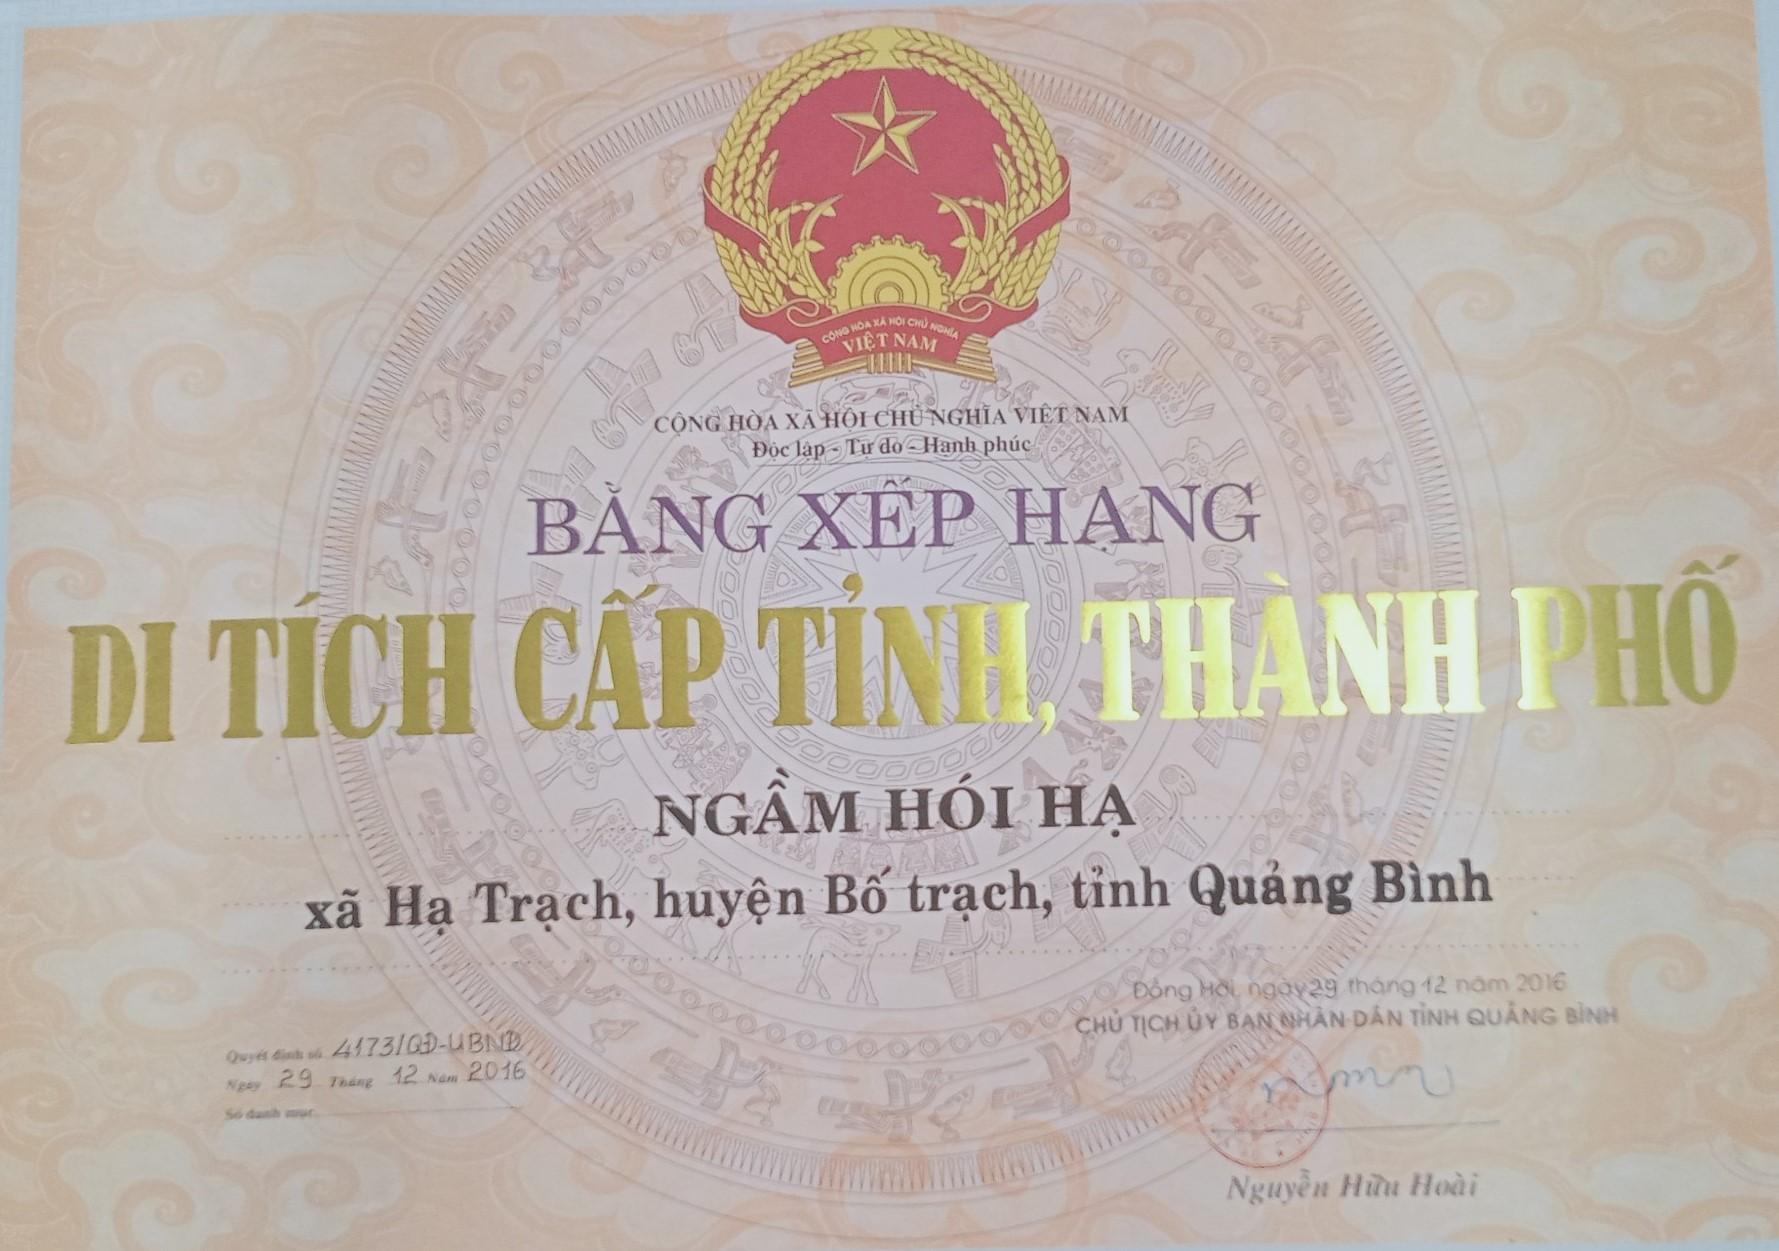 CỘNG HÒA XÃ HỘI CHỦ NGHĨA
VIỆT NAM
CỘNG HÒA XÃ HỘI CHỦ NGHĨA VIỆT NAM
Độc lập - Tự do - Hạnh phúc
BẰNG XẾP HẠNG
DI TÍCH CẤP TỈNH, THÀNH PHỐ
NGẦM HÓI HẠ
xã Hạ Trạch, huyện Bố trạch, tỉnh Quảng Bình
Đồng Hới, ngày 29 tháng 12 năm 2016
CHỦ TỊCH ỦY BAN NHÂN DÂN TỈNH QUẢNG BÌNH
Quyết định số 4173/QĐ-UBND
Ngày 29 Tháng 12 Năm 2016
Số danh mục
Nguyễn Hữu Hoài